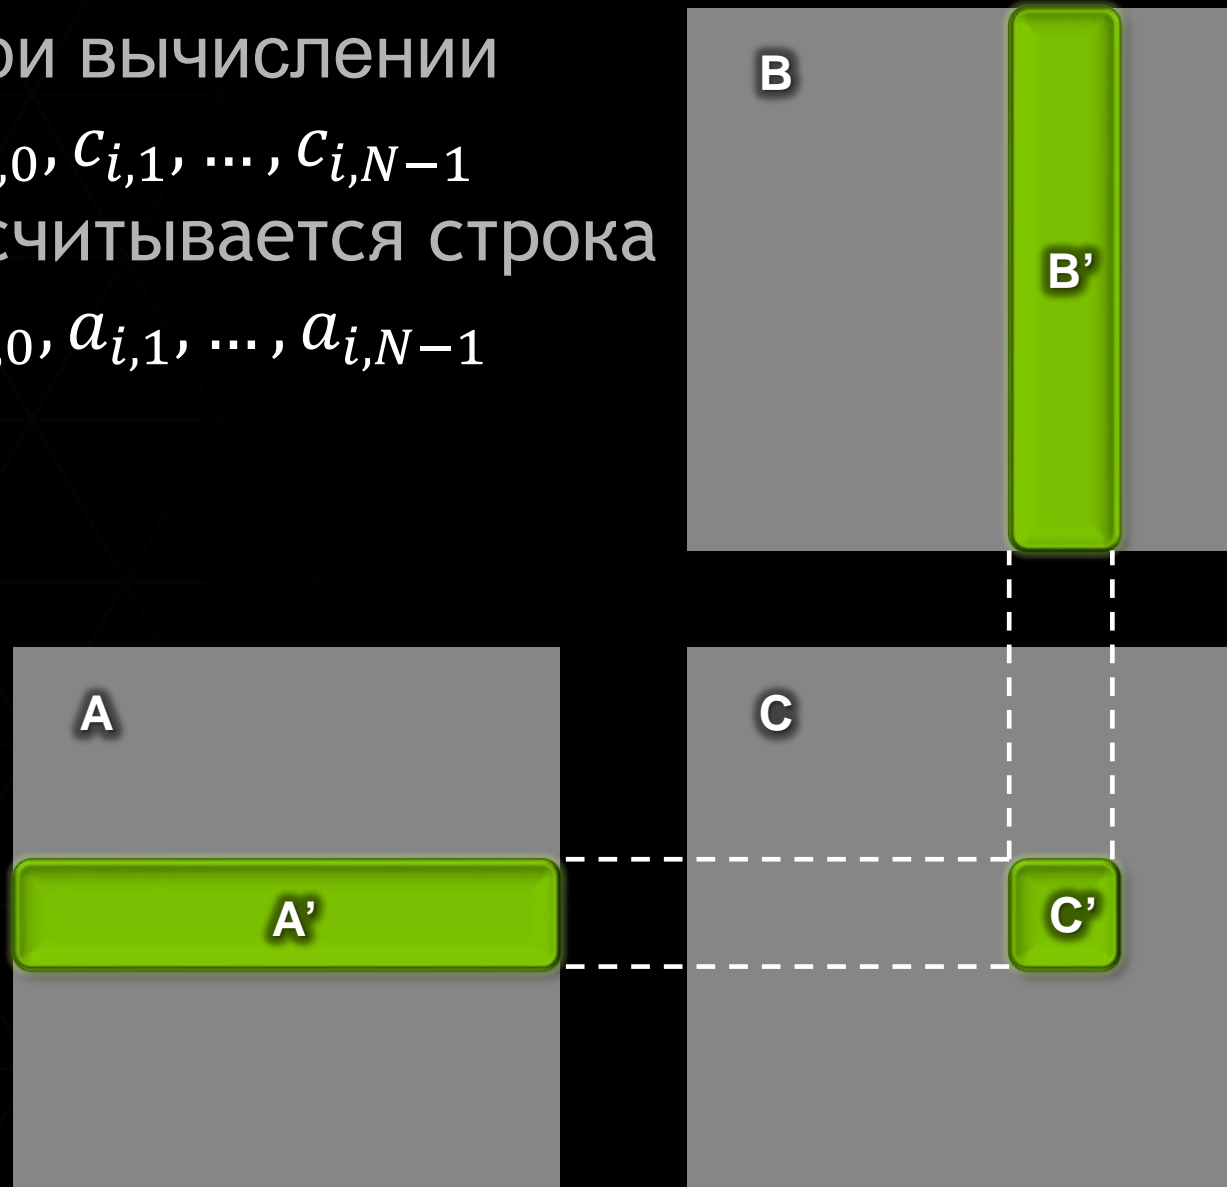 ри вычислении
,0, c_{i,1}, … , c_{i,N−1}
считывается строка
,0, a_{i,1}, … , a_{i,N−1}
B
B’
A
C
A’
C’